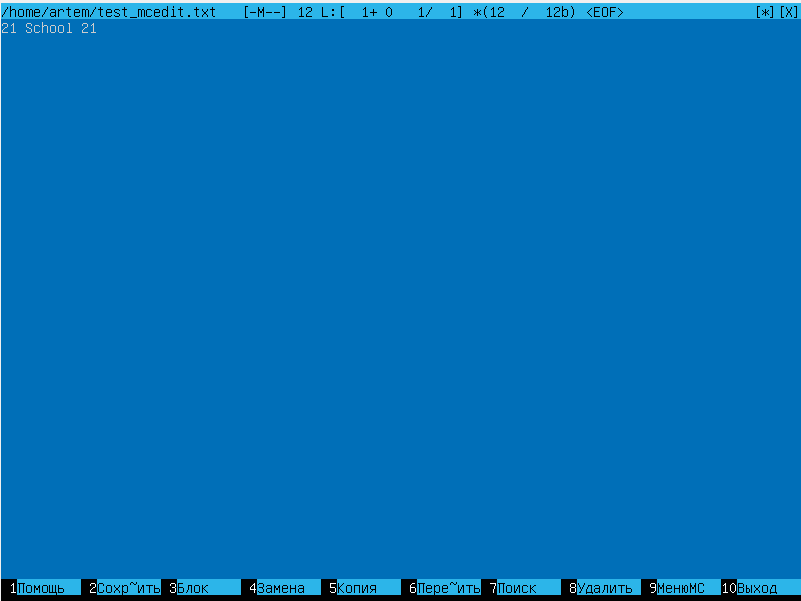 /home/artem/test_mcedit.txt   [-M--] 12 L:[  1+ 0   1/  1] *(12  /  12b) <EOF>                [*][X]
21 School 21
1Помощь 2Сохр~ить 3Блок 4Замена 5Копия 6Пере~ить 7Поиск 8Удалить 9МенюMC 10Выход